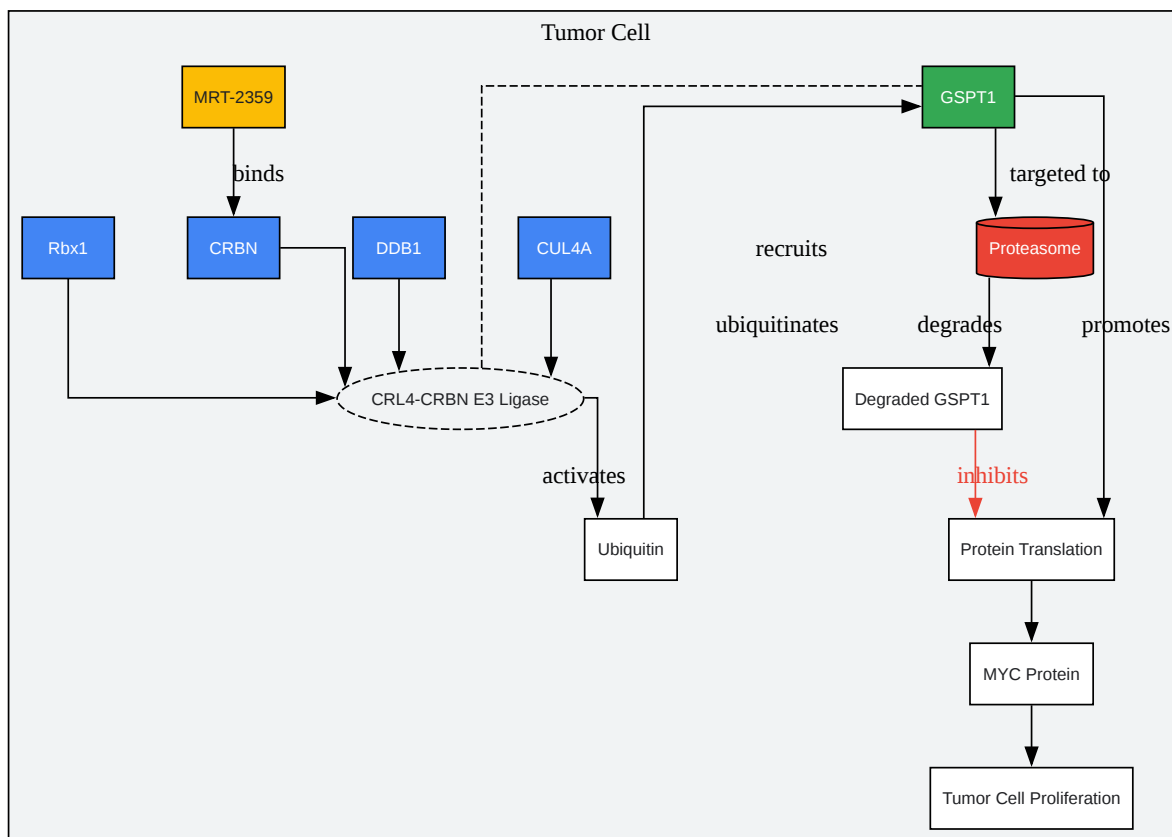 Tumor Cell
MRT-2359
GSPT1
binds
targeted to
Rbx1
CRBN
DDB1
CUL4A
recruits
Proteasome
ubiquitinates
degrades
promotes
CRL4-CRBN E3 Ligase
Degraded GSPT1
activates
inhibits
Ubiquitin
Protein Translation
MYC Protein
Tumor Cell Proliferation